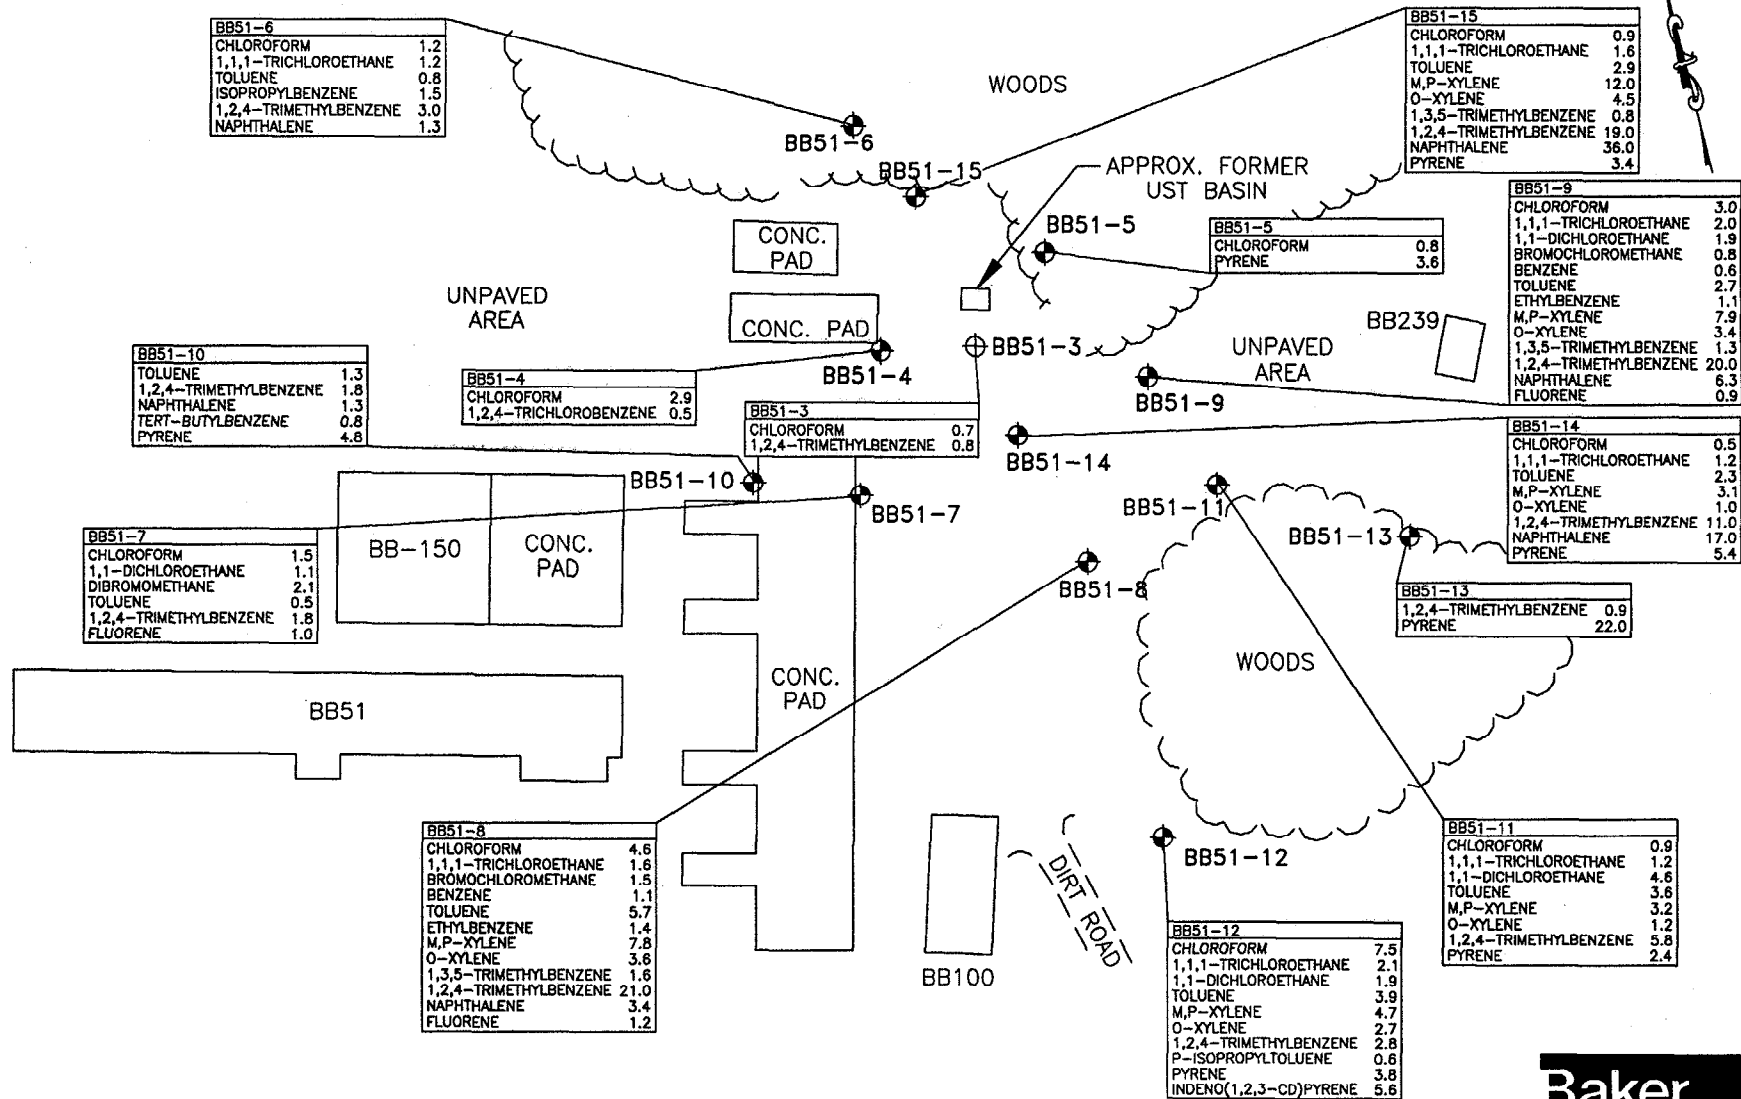 BB51-6
CHLOROFORM 1.2
1,1,1-TRICHLOROETHANE 1.2
TOLUENE 0.8
ISOPROPYLBENZENE 1.5
1,2,4-TRIMETHYLBENZENE 3.0
NAPHTHALENE 1.3
BB51-15
CHLOROFORM 0.9
1,1,1-TRICHLOROETHANE 1.6
TOLUENE 2.9
M,P-XYLENE 12.0
O-XYLENE 4.5
1,3,5-TRIMETHYLBENZENE 0.8
1,2,4-TRIMETHYLBENZENE 19.0
NAPHTHALENE 36.0
PYRENE 3.4
WOODS
BB51-6
BB51-15
APPROX. FORMER
UST BASIN
BB51-5
BB51-5
CHLOROFORM 0.8
PYRENE 3.6
BB51-9
CHLOROFORM 3.0
1,1,1-TRICHLOROETHANE 2.0
1,1-DICHLOROETHANE 1.9
BROMOCHLOROMETHANE 0.8
BENZENE 0.6
TOLUENE 2.7
ETHYLBENZENE 1.1
M,P-XYLENE 7.9
O-XYLENE 3.4
1,3,5-TRIMETHYLBENZENE 1.3
1,2,4-TRIMETHYLBENZENE 20.0
NAPHTHALENE 6.3
FLUORENE 0.9
CONC.
PAD
UNPAVED
AREA
CONC. PAD
BB51-3
UNPAVED
AREA
BB239
BB51-10
TOLUENE 1.3
1,2,4-TRIMETHYLBENZENE 1.8
NAPHTHALENE 1.3
TERT-BUTYLBENZENE 0.8
PYRENE 4.8
BB51-4
CHLOROFORM 2.9
1,2,4-TRICHLOROBENZENE 0.5
BB51-4
BB51-3
CHLOROFORM 0.7
1,2,4-TRIMETHYLBENZENE 0.8
BB51-9
BB51-14
BB51-14
CHLOROFORM 0.5
1,1,1-TRICHLOROETHANE 1.2
TOLUENE 2.3
M,P-XYLENE 3.1
O-XYLENE 1.0
1,2,4-TRIMETHYLBENZENE 11.0
NAPHTHALENE 17.0
PYRENE 5.4
BB51-10
BB51-7
BB51-11
BB51-13
BB51-7
CHLOROFORM 1.5
1,1-DICHLOROETHANE 1.1
DIBROMOMETHANE 2.1
TOLUENE 0.5
1,2,4-TRIMETHYLBENZENE 1.8
FLUORENE 1.0
BB-150
CONC.
PAD
BB51-8
BB51-13
1,2,4-TRIMETHYLBENZENE 0.9
PYRENE 22.0
WOODS
CONC.
PAD
BB51
BB51-8
CHLOROFORM 4.6
1,1,1-TRICHLOROETHANE 1.6
BROMOCHLOROMETHANE 1.5
BENZENE 1.1
TOLUENE 5.7
ETHYLBENZENE 1.4
M,P-XYLENE 7.8
O-XYLENE 3.6
1,3,5-TRIMETHYLBENZENE 1.6
1,2,4-TRIMETHYLBENZENE 21.0
NAPHTHALENE 3.4
FLUORENE 1.2
BB100
DIRT ROAD
BB51-12
BB51-11
CHLOROFORM 0.9
1,1,1-TRICHLOROETHANE 1.2
1,1-DICHLOROETHANE 4.6
TOLUENE 3.6
M,P-XYLENE 3.2
O-XYLENE 1.2
1,2,4-TRIMETHYLBENZENE 5.8
PYRENE 2.4
BB51-12
CHLOROFORM 7.5
1,1,1-TRICHLOROETHANE 2.1
1,1-DICHLOROETHANE 1.9
TOLUENE 3.9
M,P-XYLENE 4.7
O-XYLENE 2.7
1,2,4-TRIMETHYLBENZENE 2.8
P-ISOPROPYLTOLUENE 0.6
PYRENE 3.8
INDENO(1,2,3-CD)PYRENE 5.6
Baker